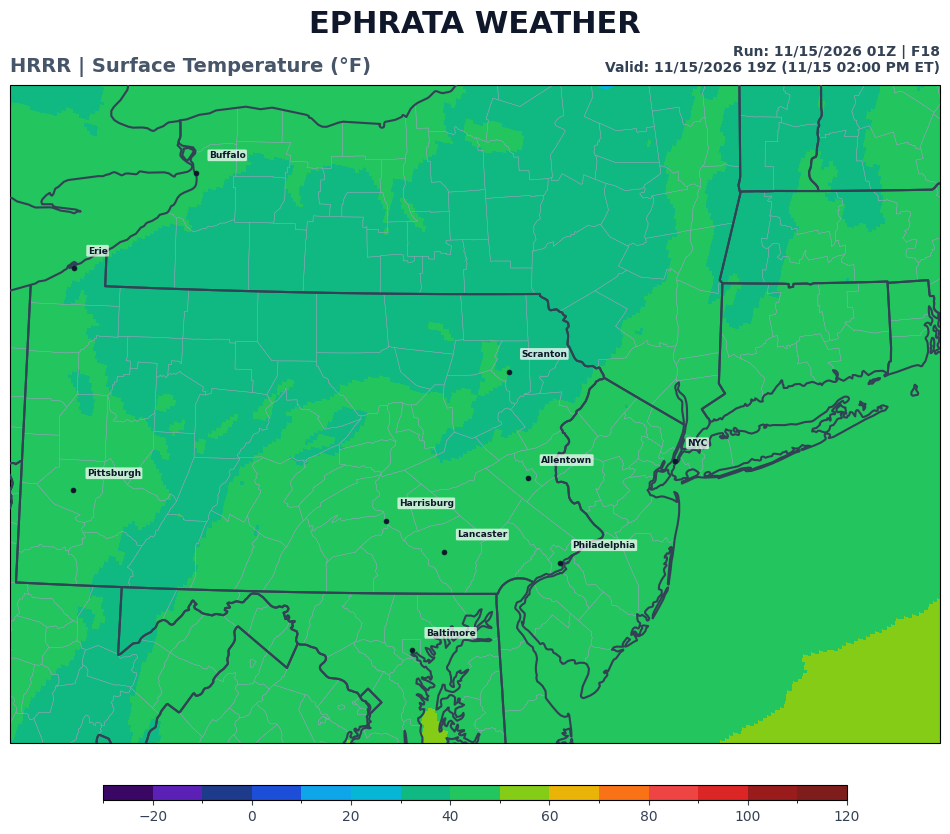 EPHRATA WEATHER
HRRR | Surface Temperature (°F)
Run: 11/15/2026 01Z | F18
Valid: 11/15/2026 19Z (11/15 02:00 PM ET)
Buffalo
Erie
Scranton
NYC
Allentown
Pittsburgh
Harrisburg
Lancaster
Philadelphia
Baltimore
−20 0 20 40 60 80 100 120